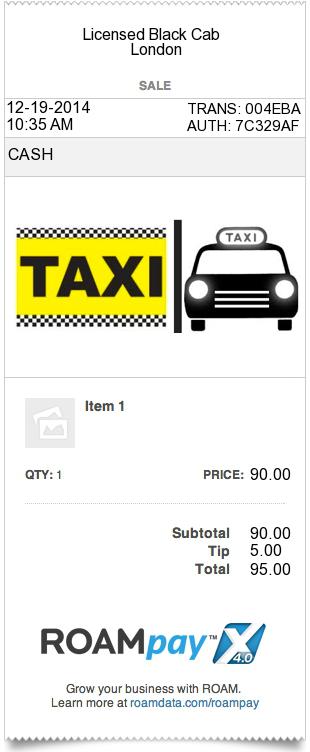 Licensed Black Cab
London
SALE
12-19-2014 TRANS: 004EBA
10:35 AM AUTH: 7C329AF
CASH
TAXI
TAXI
Item 1
QTY: 1 PRICE: 90.00
Subtotal 90.00
Tip 5.00
Total 95.00
ROAMpay™ X 4.0
Grow your business with ROAM.
Learn more at roamdata.com/roampay